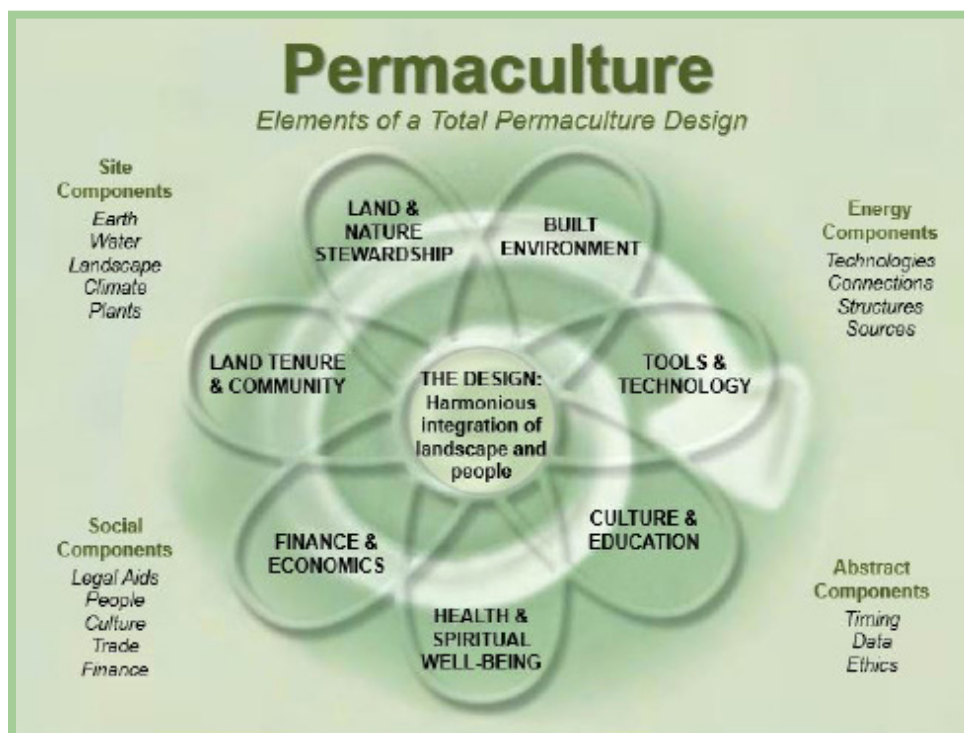 Permaculture
Elements of a Total Permaculture Design
Site
Components
Earth
Water
Landscape
Climate
Plants
LAND &
NATURE
STEWARDSHIP
BUILT
ENVIRONMENT
Energy
Components
Technologies
Connections
Structures
Sources
LAND TENURE
& COMMUNITY
THE DESIGN:
Harmonious
integration of
landscape and
people
TOOLS &
TECHNOLOGY
Social
Components
Legal Aids
People
Culture
Trade
Finance
FINANCE &
ECONOMICS
HEALTH &
SPIRITUAL
WELL-BEING
CULTURE &
EDUCATION
Abstract
Components
Timing
Data
Ethics